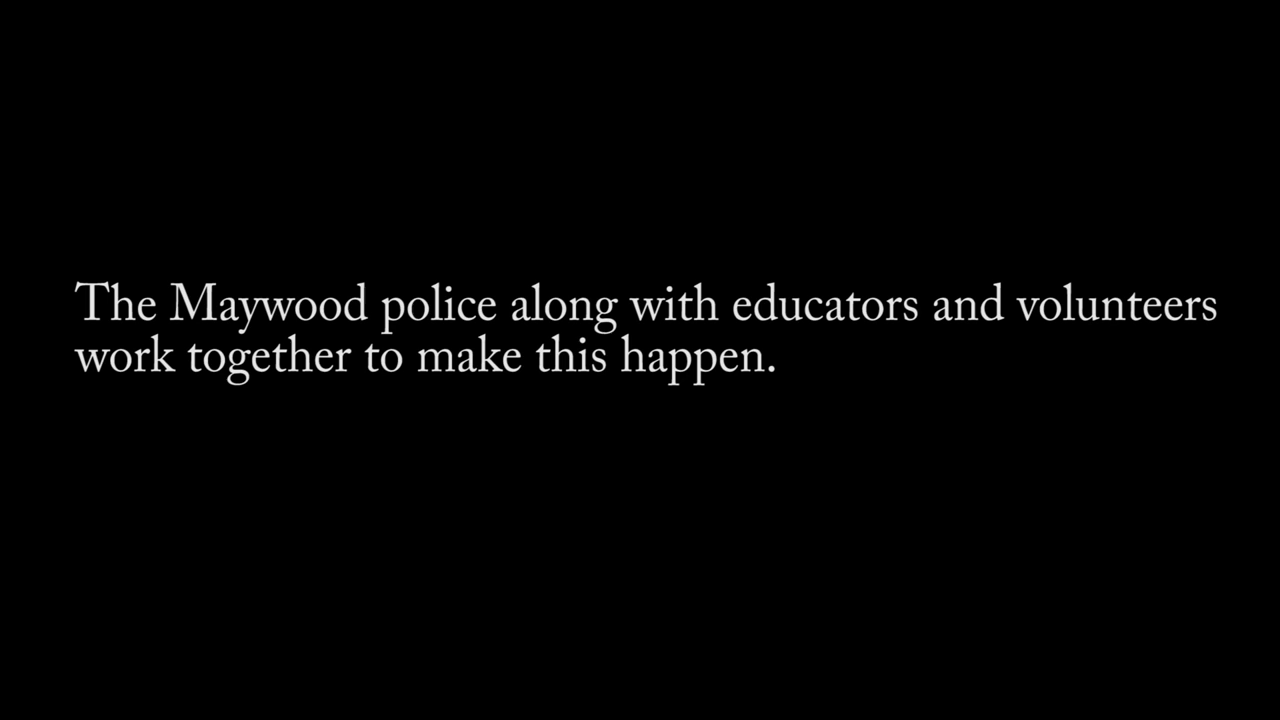 The Maywood police along with educators and volunteers
work together to make this happen.